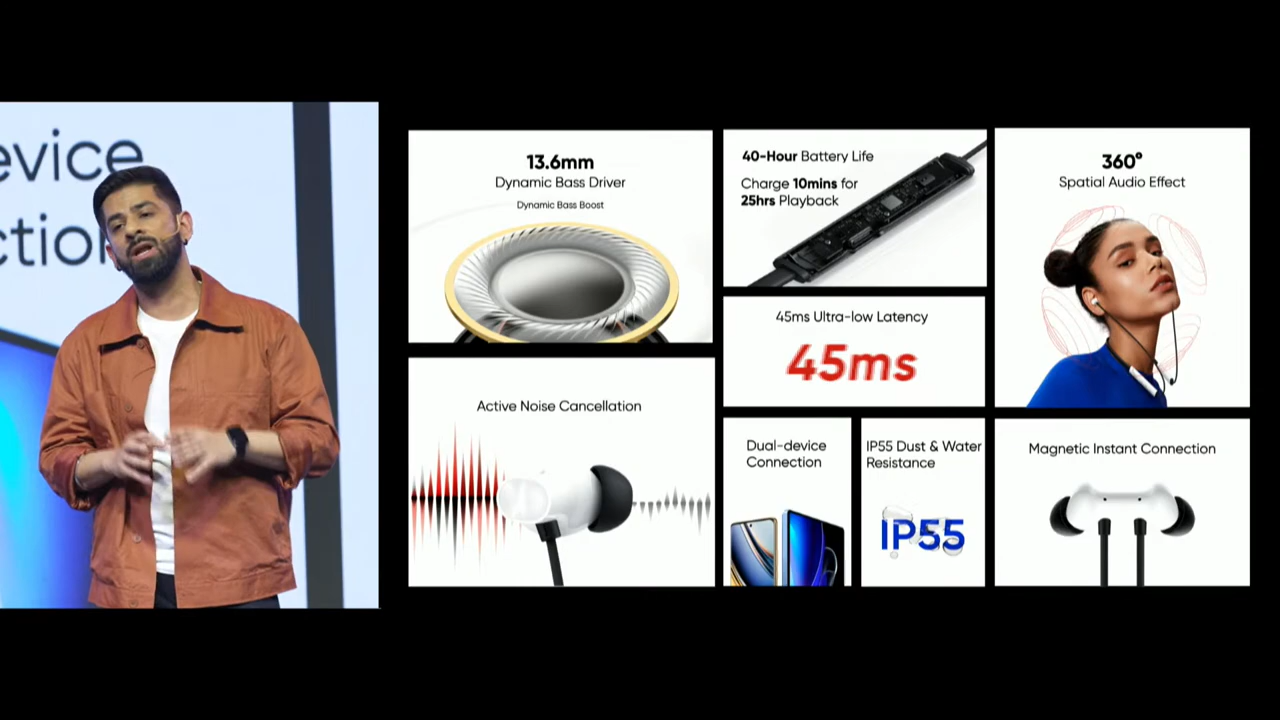 evice
ction
13.6mm
Dynamic Bass Driver
Dynamic Bass Boost
40-Hour Battery Life
Charge 10mins for
25hrs Playback
360°
Spatial Audio Effect
45ms Ultra-low Latency
45ms
Active Noise Cancellation
Dual-device
Connection
IP55 Dust & Water
Resistance
IP55
Magnetic Instant Connection